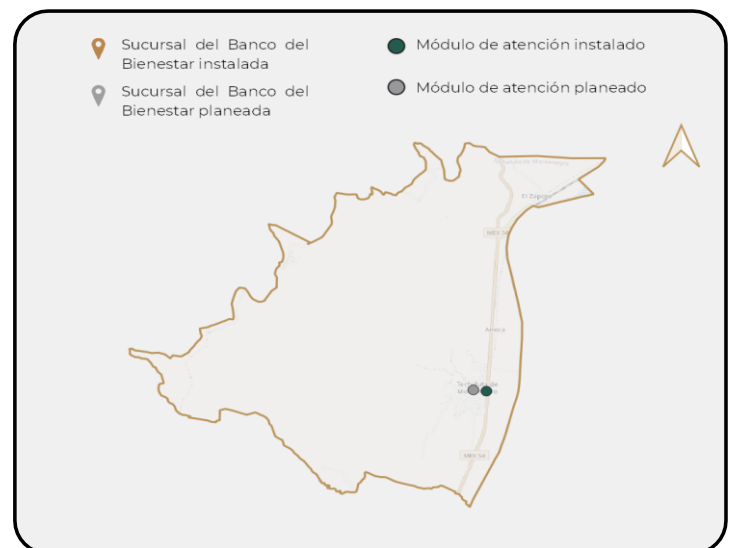 Sucursal del Banco del
Bienestar instalada
Sucursal del Banco del
Bienestar planeada
Módulo de atención instalado
Módulo de atención planeado
El Zapote
MEX 54
MEX 54